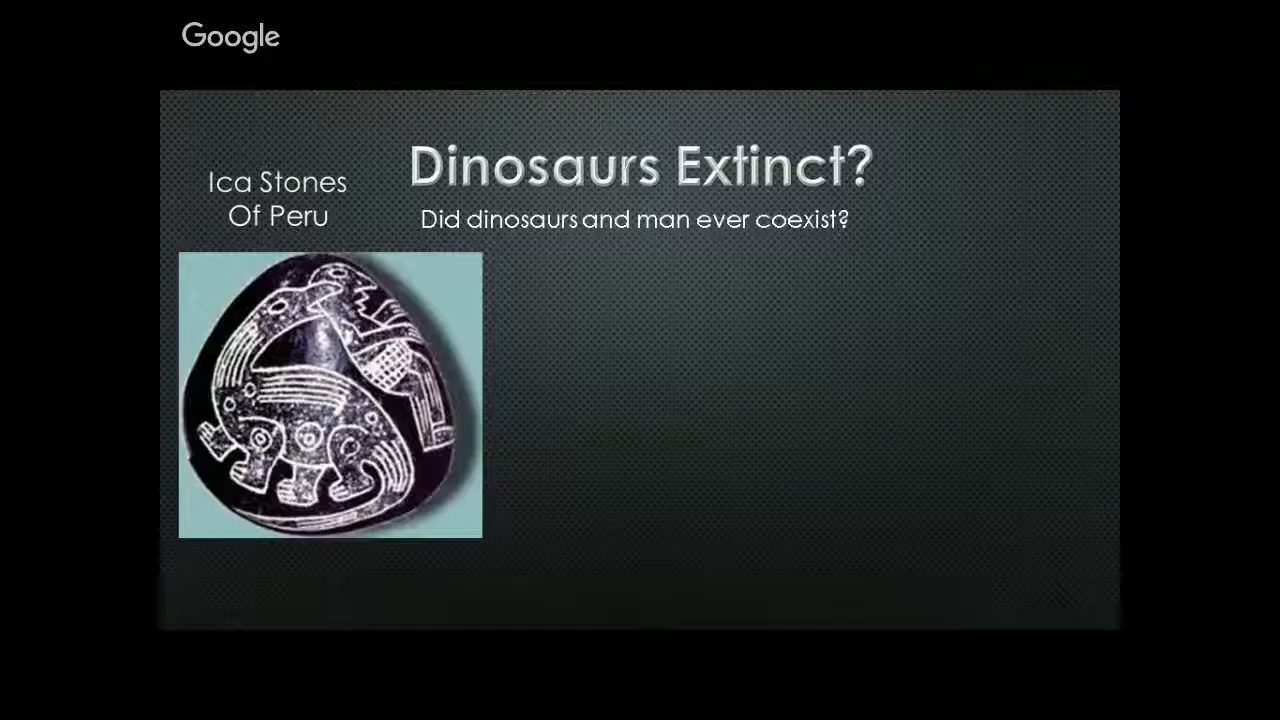 Google
Dinosaurs Extinct?
Ica Stones
Of Peru
Did dinosaurs and man ever coexist?